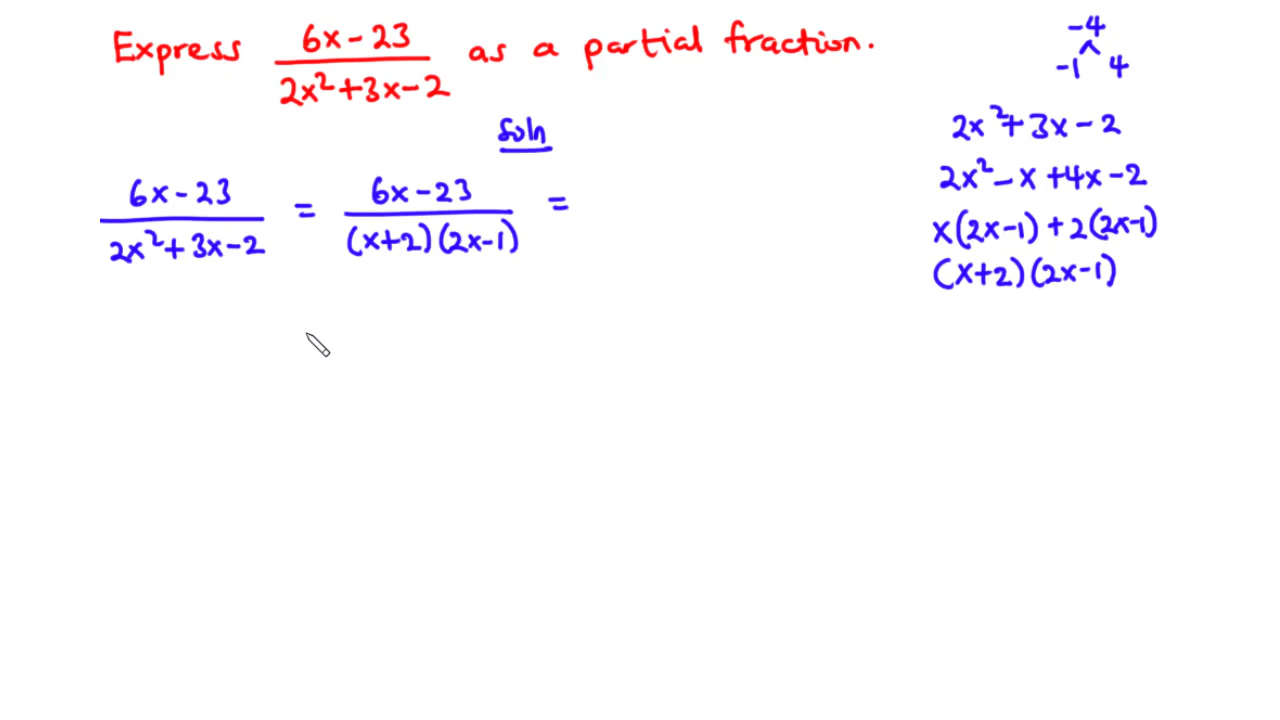 Express (6x - 23)/(2x² + 3x - 2) as a partial fraction.
Soln
(6x - 23)/(2x² + 3x - 2) = (6x - 23)/((x+2)(2x-1)) =
-4
-1 4
2x² + 3x - 2
2x² - x + 4x - 2
x(2x-1) + 2(2x-1)
(x+2)(2x-1)